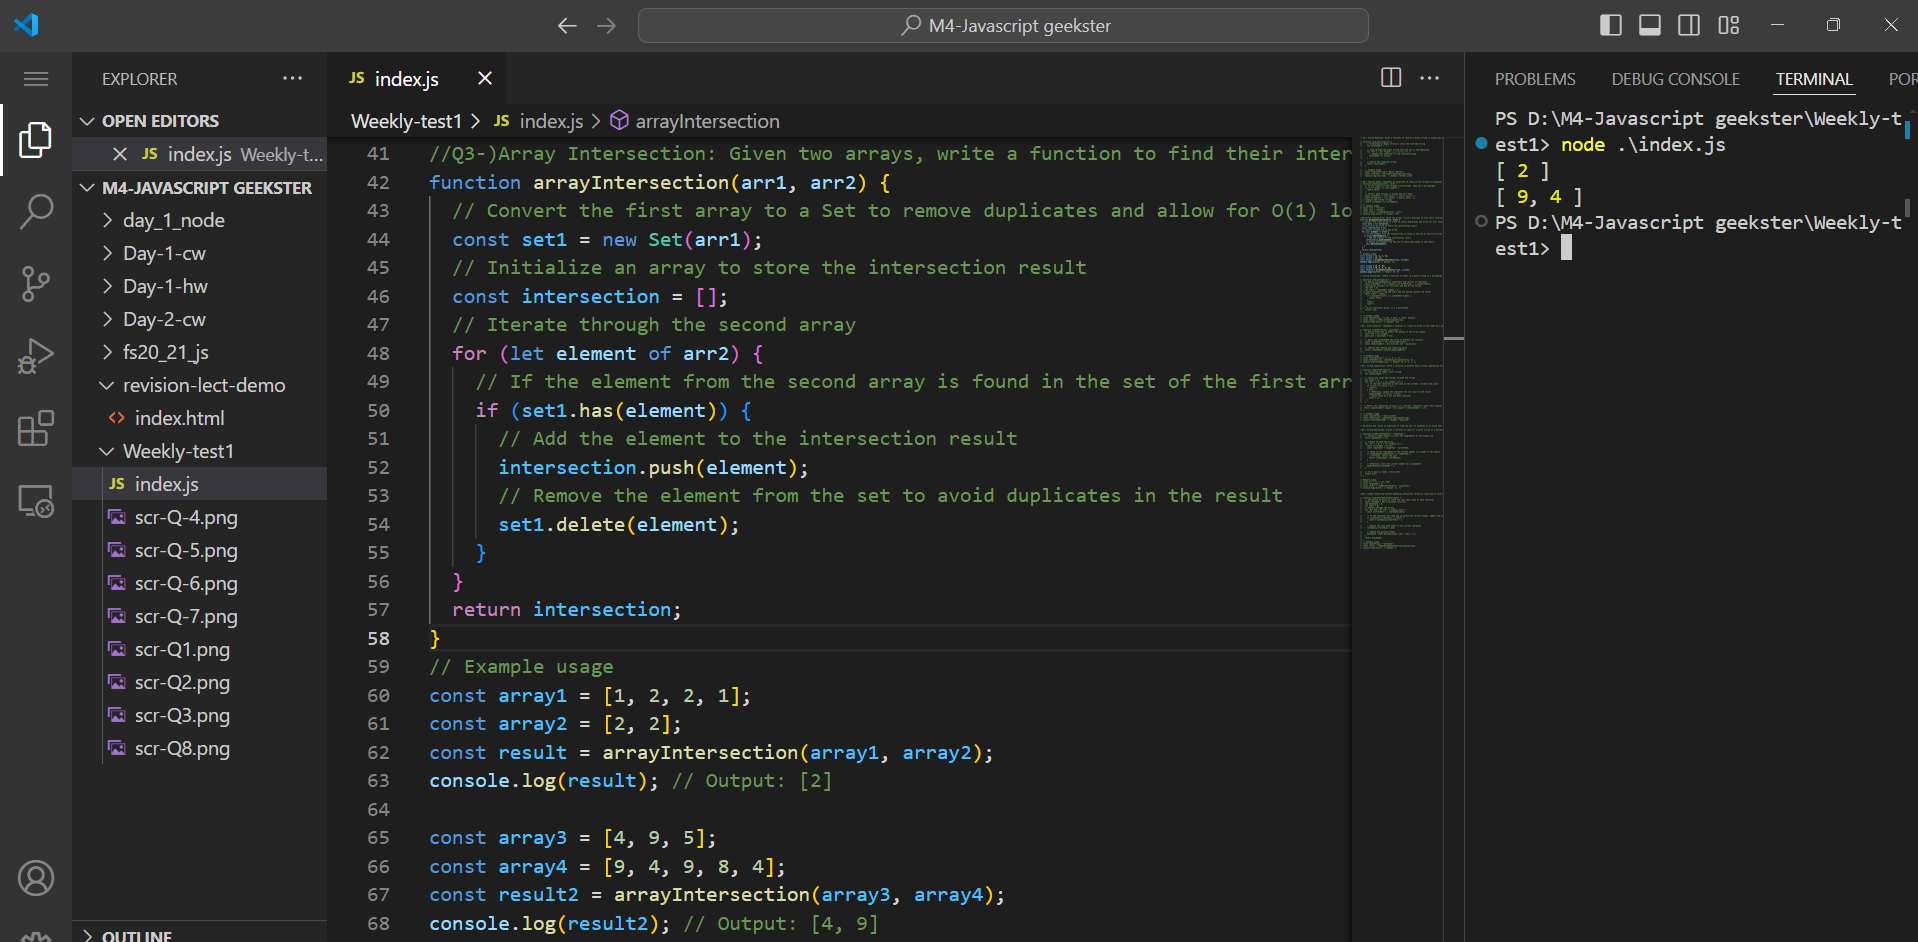 M4-Javascript geekster
EXPLORER
OPEN EDITORS
JS index.js Weekly-t...
M4-JAVASCRIPT GEEKSTER
day_1_node
Day-1-cw
Day-1-hw
Day-2-cw
fs20_21_js
revision-lect-demo
<> index.html
Weekly-test1
JS index.js
scr-Q-4.png
scr-Q-5.png
scr-Q-6.png
scr-Q-7.png
scr-Q1.png
scr-Q2.png
scr-Q3.png
scr-Q8.png
OUTLINE
JS index.js
Weekly-test1 > JS index.js > arrayIntersection
41 //Q3-)Array Intersection: Given two arrays, write a function to find their inter
42 function arrayIntersection(arr1, arr2) {
43 // Convert the first array to a Set to remove duplicates and allow for O(1) lo
44 const set1 = new Set(arr1);
45 // Initialize an array to store the intersection result
46 const intersection = [];
47 // Iterate through the second array
48 for (let element of arr2) {
49 // If the element from the second array is found in the set of the first arr
50 if (set1.has(element)) {
51 // Add the element to the intersection result
52 intersection.push(element);
53 // Remove the element from the set to avoid duplicates in the result
54 set1.delete(element);
55 }
56 }
57 return intersection;
58 }
59 // Example usage
60 const array1 = [1, 2, 2, 1];
61 const array2 = [2, 2];
62 const result = arrayIntersection(array1, array2);
63 console.log(result); // Output: [2]
64
65 const array3 = [4, 9, 5];
66 const array4 = [9, 4, 9, 8, 4];
67 const result2 = arrayIntersection(array3, array4);
68 console.log(result2); // Output: [4, 9]
PROBLEMS DEBUG CONSOLE TERMINAL POR
PS D:\M4-Javascript geekster\Weekly-t
est1> node .\index.js
[ 2 ]
[ 9, 4 ]
PS D:\M4-Javascript geekster\Weekly-t
est1>